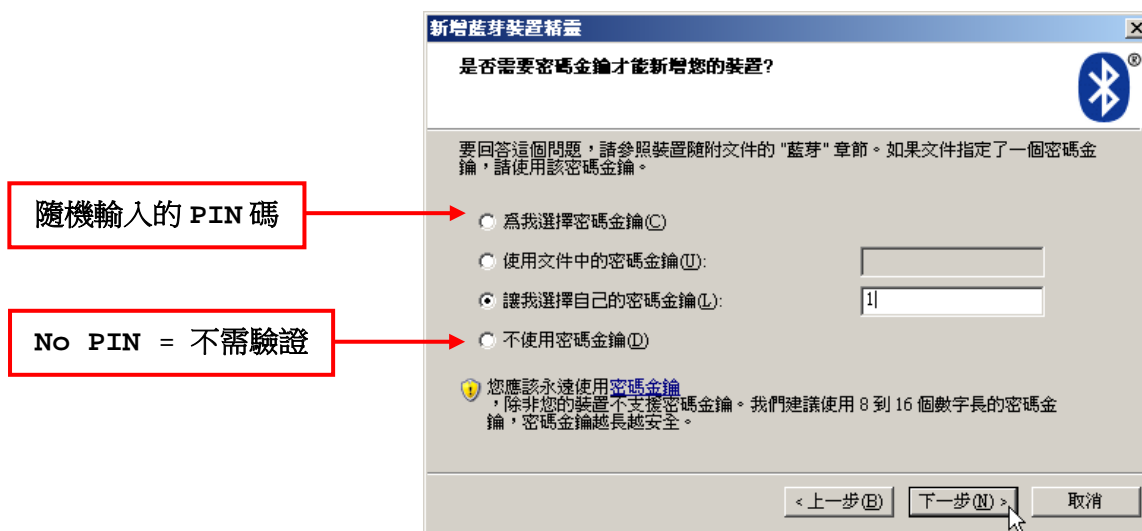 新增藍芽裝置精靈
是否需要密碼金鑰才能新增您的裝置?
®
要回答這個問題，請參照裝置隨附文件的 "藍芽" 章節。如果文件指定了一個密碼金
鑰，請使用該密碼金鑰。
隨機輸入的 PIN 碼
為我選擇密碼金鑰(C)
使用文件中的密碼金鑰(U):
讓我選擇自己的密碼金鑰(L):
1
No PIN = 不需驗證
不使用密碼金鑰(D)
您應該永遠使用密碼金鑰
，除非您的裝置不支援密碼金鑰。我們建議使用 8 到 16 個數字長的密碼金
鑰，密碼金鑰越長越安全。
< 上一步(B)
下一步(N) >
取消